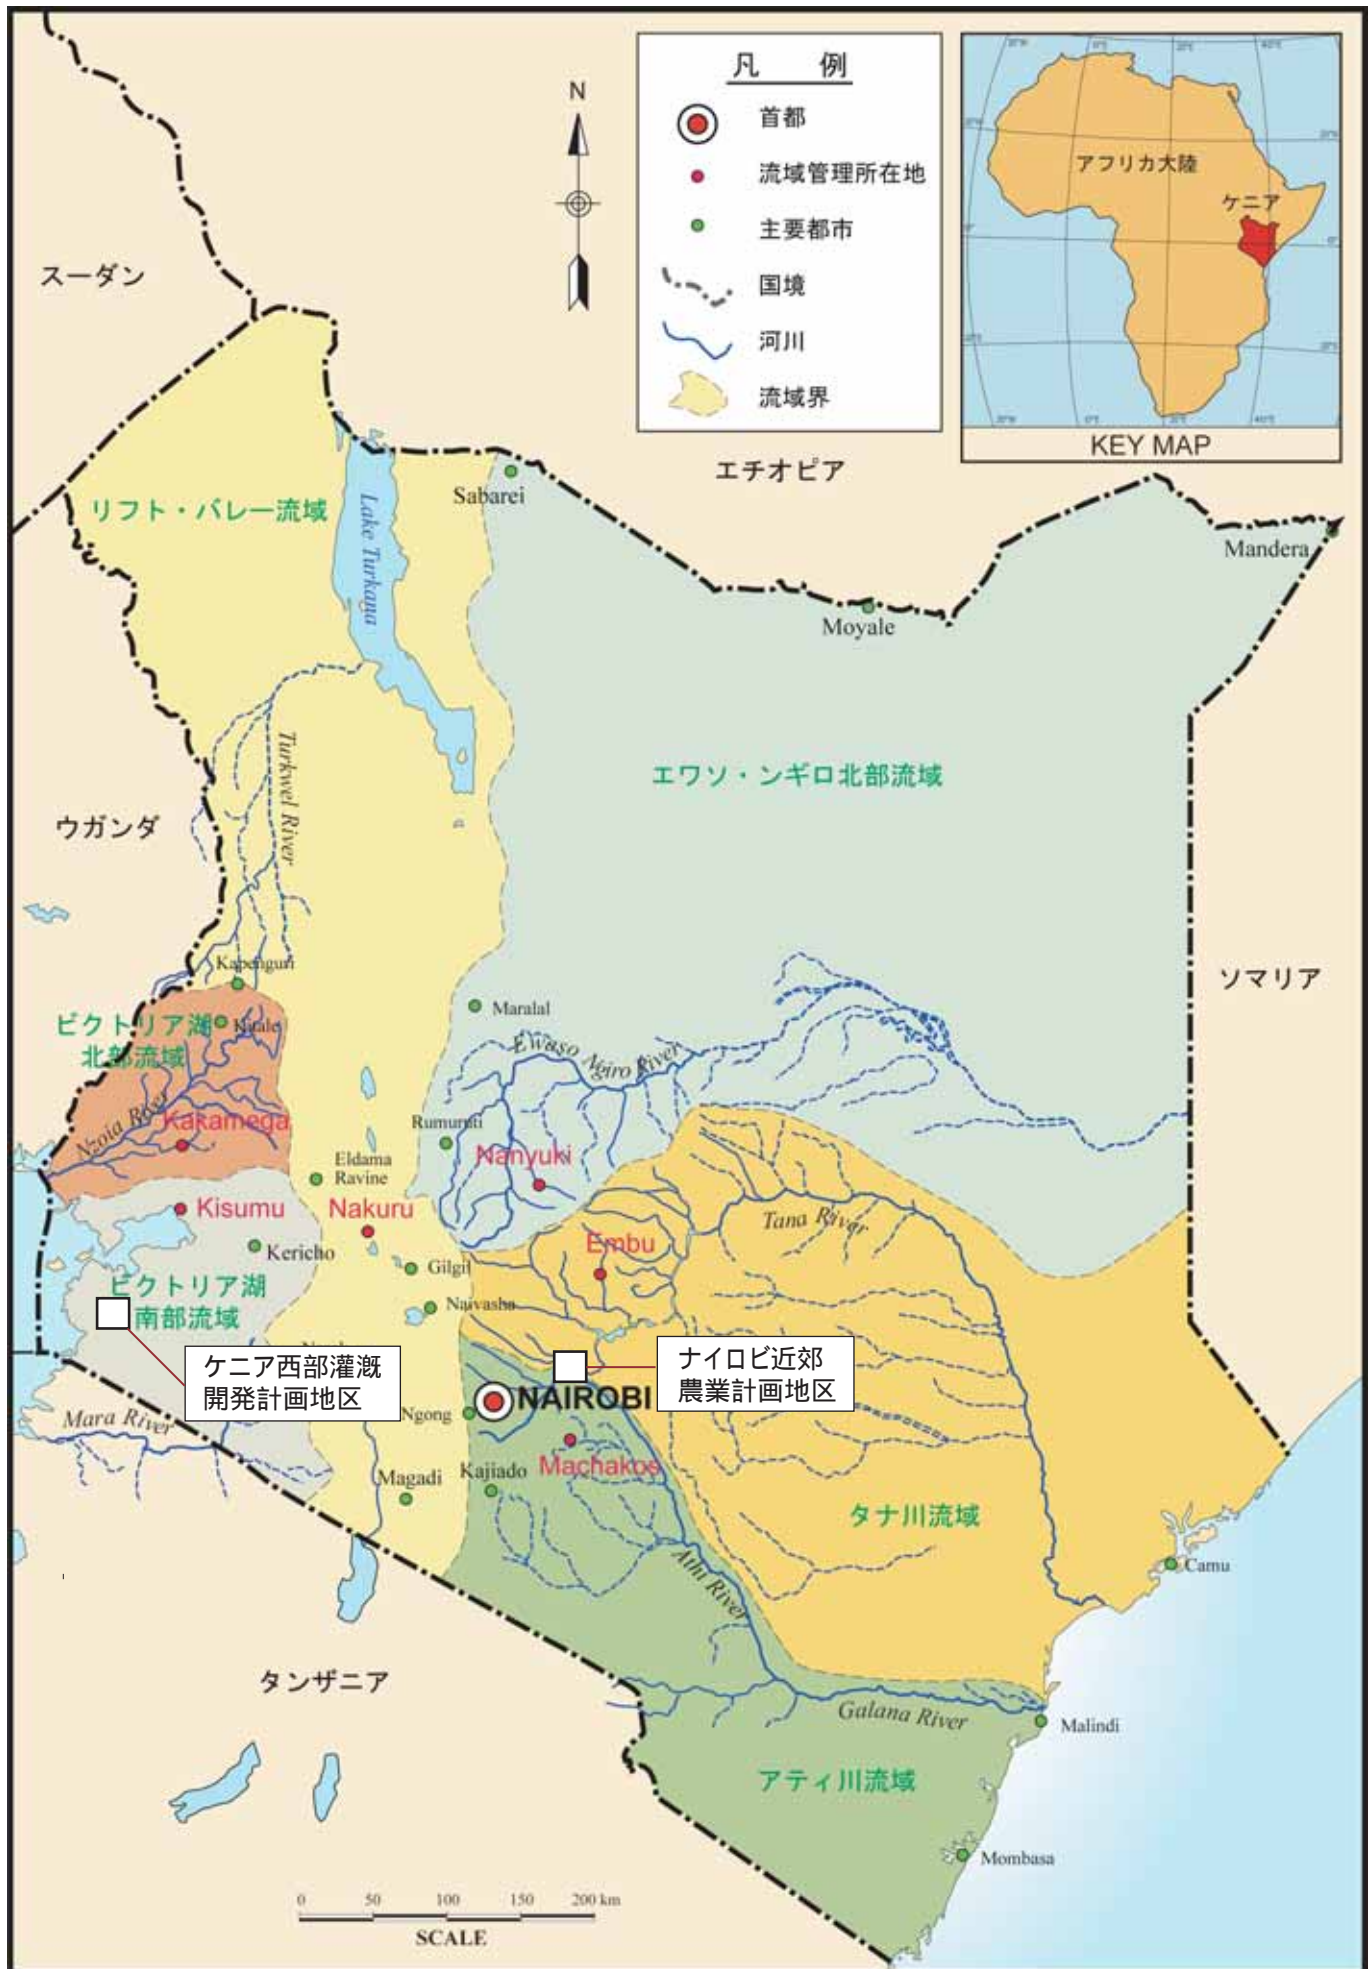 凡 例
首都
流域管理所在地
主要都市
国境
河川
流域界
N
アフリカ大陸
ケニア
KEY MAP
スーダン
エチオピア
リフト・バレー流域
Lake Turkana
Sabarei
Mandera
Moyale
エワソ・ンギロ北部流域
Turkwel River
ウガンダ
ソマリア
Maralal
ビクトリア湖
北部流域
Kitale
Ewaso Ngiro River
Nzoia River
Kakamega
Rumuruti
Nanyuki
Eldama
Ravine
Kisumu
Nakuru
Tana River
Embu
Kericho
Gilgil
ビクトリア湖
南部流域
Naivasha
ケニア西部灌漑
開発計画地区
ナイロビ近郊
農業計画地区
NAIROBI
Ngong
Mara River
Machakos
Magadi
Kajiado
タナ川流域
Athi River
Camu
タンザニア
Galana River
Malindi
アティ川流域
Mombasa
0 50 100 150 200 km
SCALE